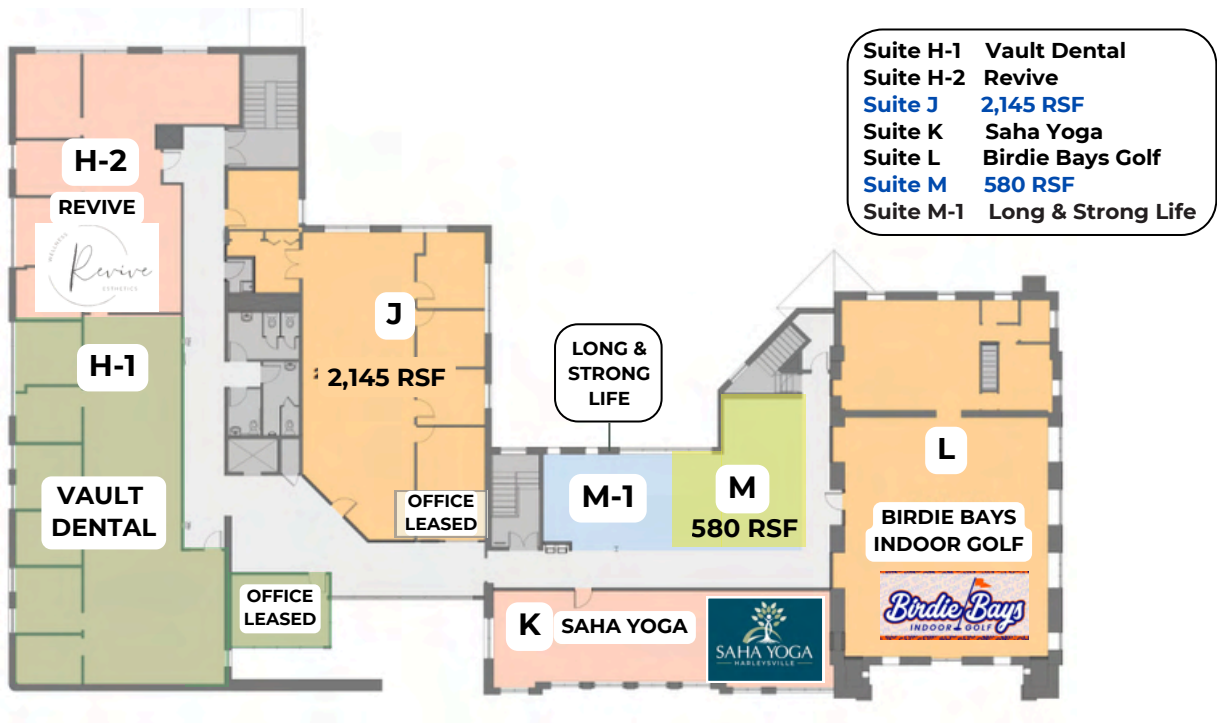 Suite H-1 Vault Dental
Suite H-2 Revive
Suite J 2,145 RSF
Suite K Saha Yoga
Suite L Birdie Bays Golf
Suite M 580 RSF
Suite M-1 Long & Strong Life
H-2
REVIVE
WELLNESS
Revive
ESTHETICS
H-1
VAULT
DENTAL
OFFICE
LEASED
J
2,145 RSF
OFFICE
LEASED
LONG &
STRONG
LIFE
M-1
M
580 RSF
K SAHA YOGA
SAHA YOGA
HARLEYSVILLE
L
BIRDIE BAYS
INDOOR GOLF
Birdie Bays
INDOOR GOLF